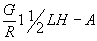 G/R 1 1/2 LH − A